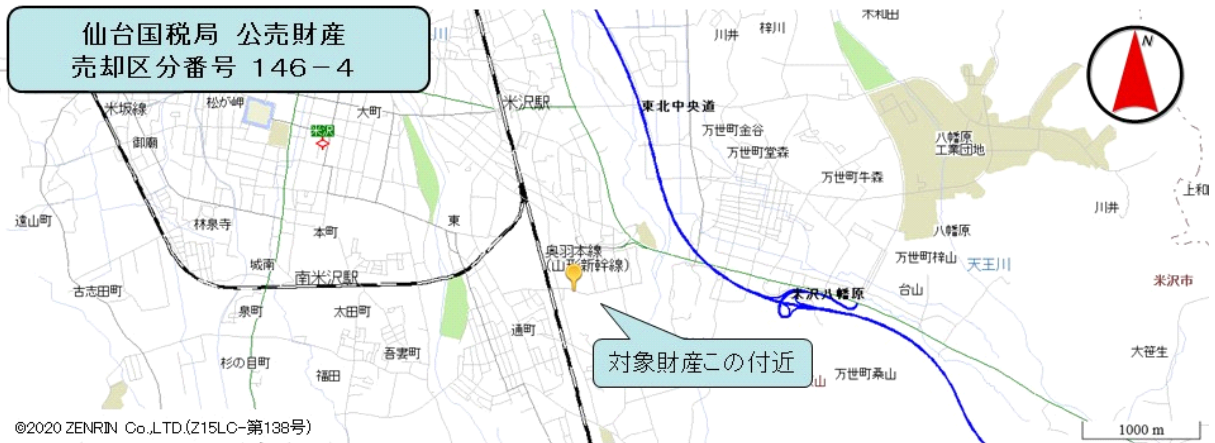 仙台国税局 公売財産
売却区分番号 146-4
川
木和田
川井
梓川
N
米坂線
松が岬
大町
米沢駅
東北中央道
米沢
御廟
万世町金谷
万世町堂森
八幡原
工業団地
万世町牛森
上和
川井
遠山町
林泉寺
本町
東
八幡原
奥羽本線
(山形新幹線)
城南
南米沢駅
万世町梓山
天王川
米沢市
古志田町
泉町
太田町
米沢八幡原
台山
通町
杉の目町
吾妻町
福田
対象財産この付近
山
万世町桑山
大笹生
©2020 ZENRIN Co.,LTD.(Z15LC-第138号)
1000 m